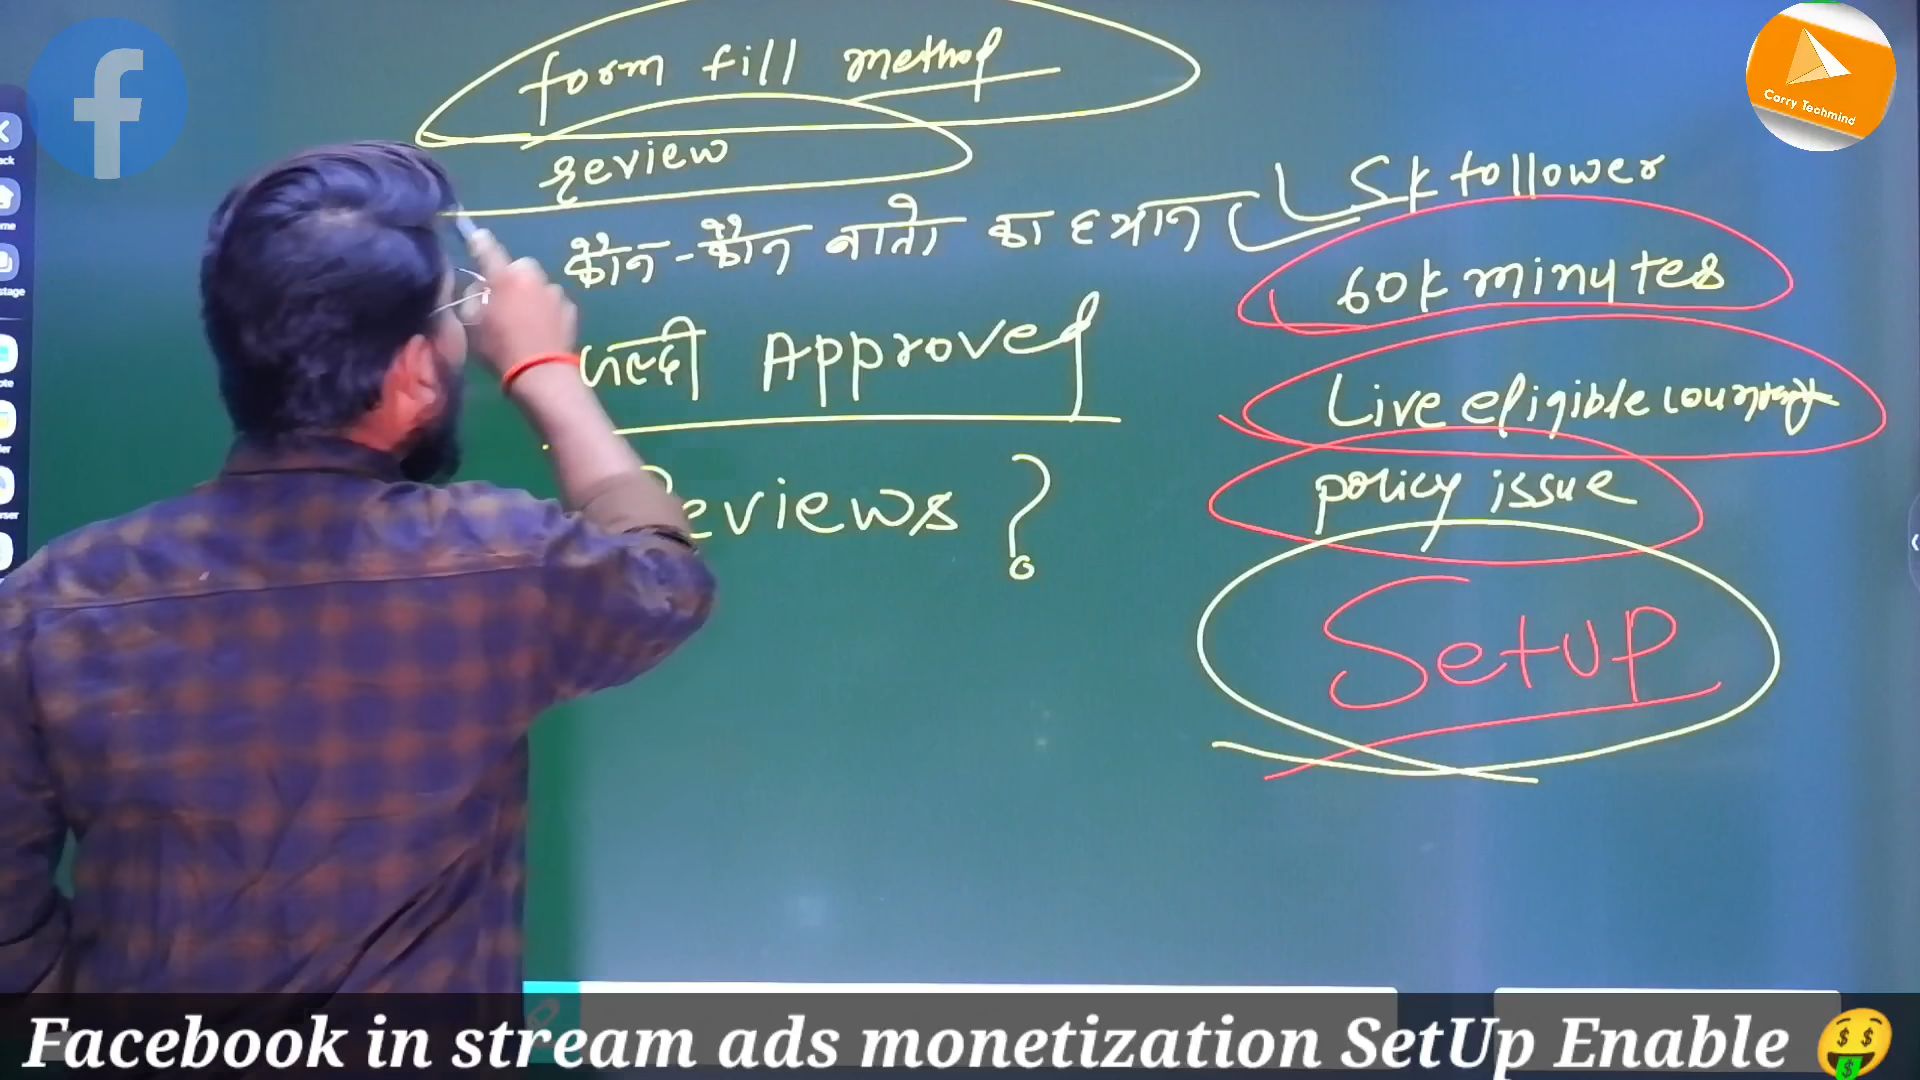 form fill method
review
कौन-कौन बातो का ध्यान
जल्दी Approved
Reviews ?
5k follower
60k minutes
Live eligible country
policy issue
Setup
Carry Techmind
Facebook in stream ads monetization SetUp Enable 🤑